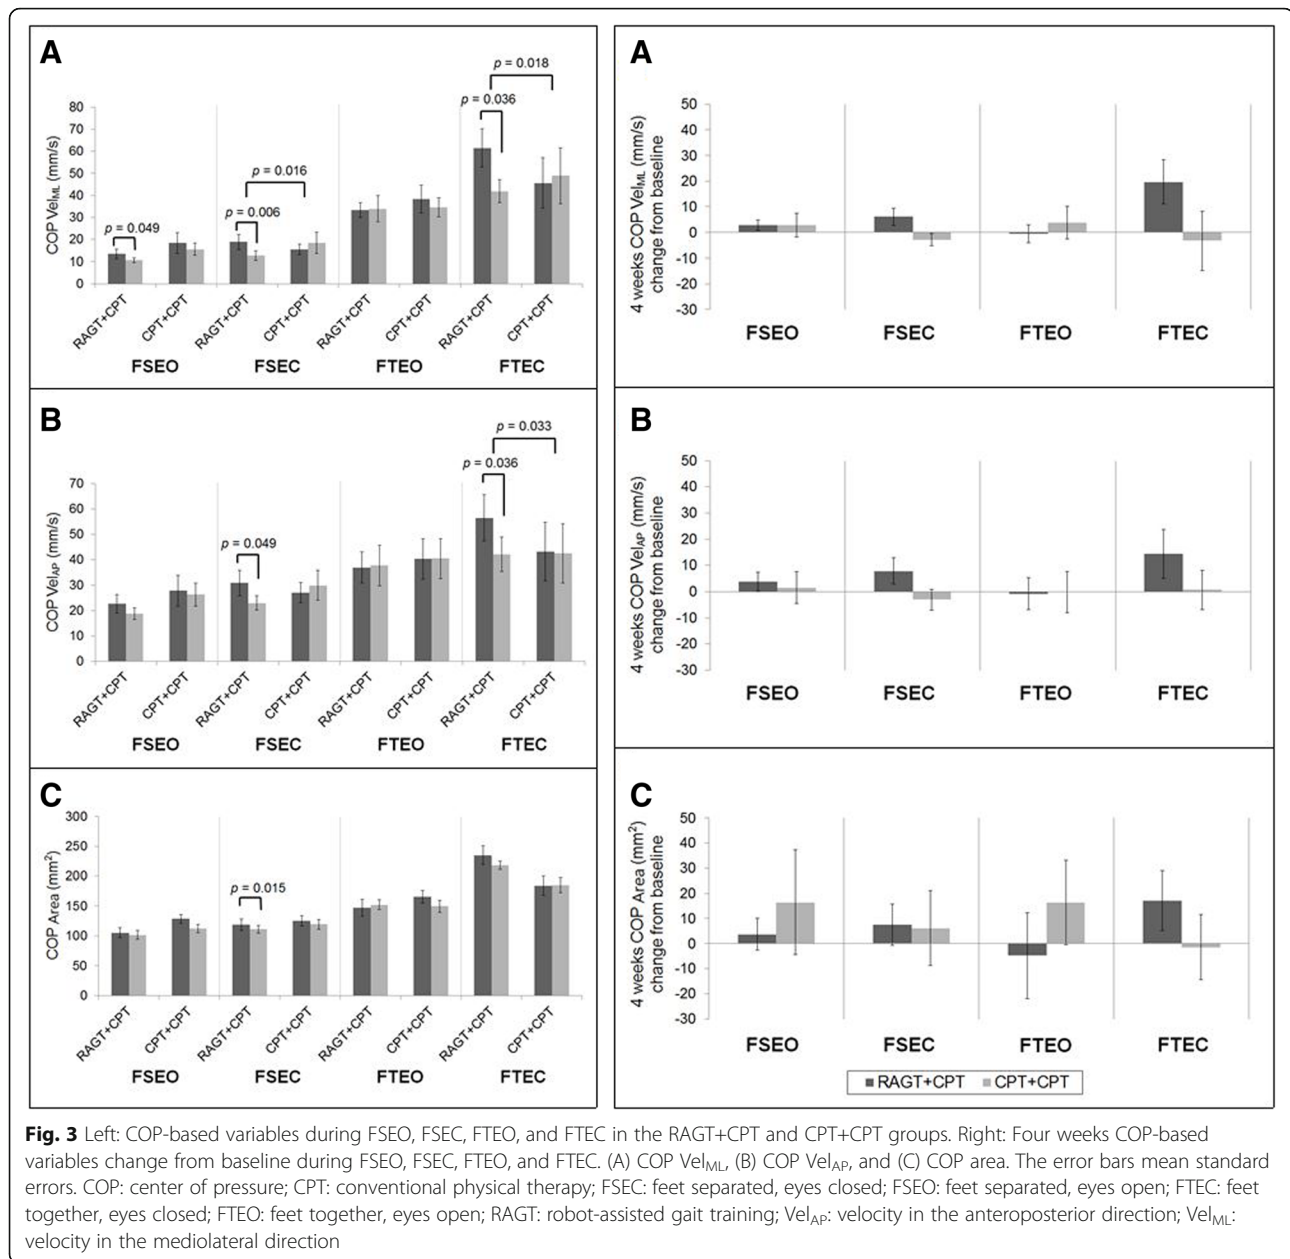 A
p = 0.018
p = 0.036
p = 0.016
p = 0.006
p = 0.049
COP Vel_ML (mm/s)
80
70
60
50
40
30
20
10
0
RAGT+CPT CPT+CPT RAGT+CPT CPT+CPT RAGT+CPT CPT+CPT RAGT+CPT CPT+CPT
FSEO FSEC FTEO FTEC
B
p = 0.033
p = 0.036
p = 0.049
COP Vel_AP (mm/s)
70
60
50
40
30
20
10
0
RAGT+CPT CPT+CPT RAGT+CPT CPT+CPT RAGT+CPT CPT+CPT RAGT+CPT CPT+CPT
FSEO FSEC FTEO FTEC
C
p = 0.015
COP Area (mm²)
300
250
200
150
100
50
0
RAGT+CPT CPT+CPT RAGT+CPT CPT+CPT RAGT+CPT CPT+CPT RAGT+CPT CPT+CPT
FSEO FSEC FTEO FTEC
A
4 weeks COP Vel_ML (mm/s)
change from baseline
50
40
30
20
10
0
-10
-20
-30
FSEO FSEC FTEO FTEC
B
4 weeks COP Vel_AP (mm/s)
change from baseline
50
40
30
20
10
0
-10
-20
-30
FSEO FSEC FTEO FTEC
C
4 weeks COP Area (mm²)
change from baseline
50
40
30
20
10
0
-10
-20
-30
FSEO FSEC FTEO FTEC
RAGT+CPT CPT+CPT
Fig. 3 Left: COP-based variables during FSEO, FSEC, FTEO, and FTEC in the RAGT+CPT and CPT+CPT groups. Right: Four weeks COP-based
variables change from baseline during FSEO, FSEC, FTEO, and FTEC. (A) COP Vel_ML, (B) COP Vel_AP, and (C) COP area. The error bars mean standard
errors. COP: center of pressure; CPT: conventional physical therapy; FSEC: feet separated, eyes closed; FSEO: feet separated, eyes open; FTEC: feet
together, eyes closed; FTEO: feet together, eyes open; RAGT: robot-assisted gait training; Vel_AP: velocity in the anteroposterior direction; Vel_ML:
velocity in the mediolateral direction